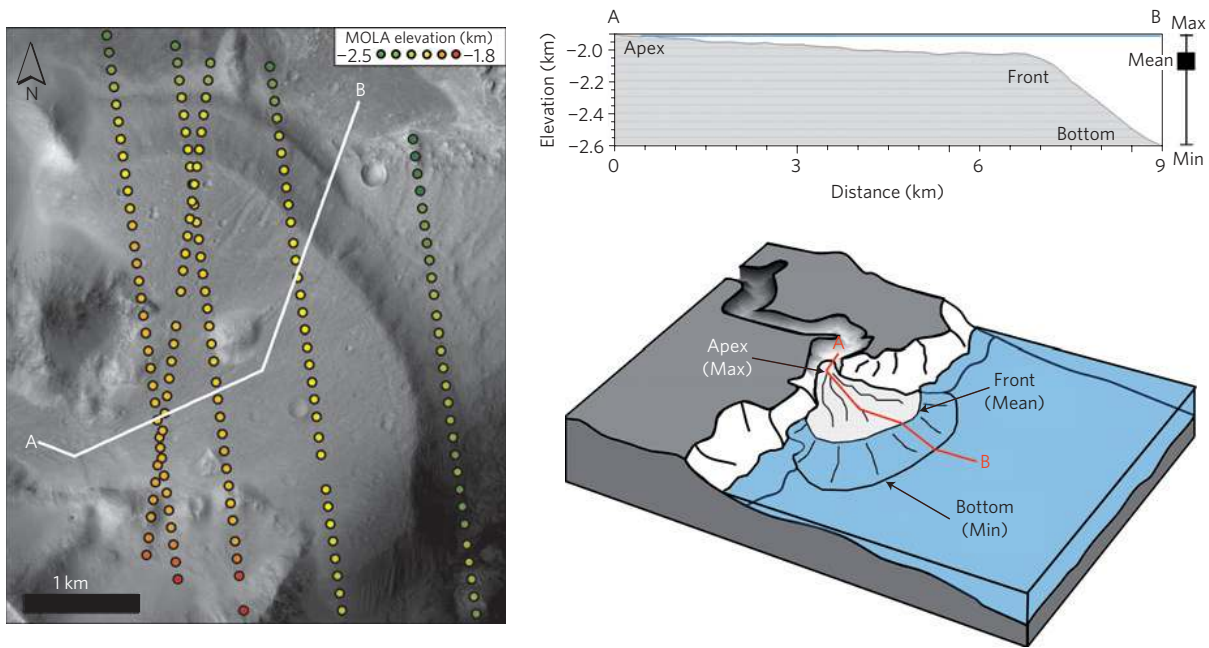 MOLA elevation (km)
−2.5 −1.8
N
B
A
1 km
A B
Max
Mean
Min
Elevation (km)
−2.0
−2.2
−2.4
−2.6
Apex
Front
Bottom
0 3 6 9
Distance (km)
A
Apex
(Max)
Front
(Mean)
B
Bottom
(Min)